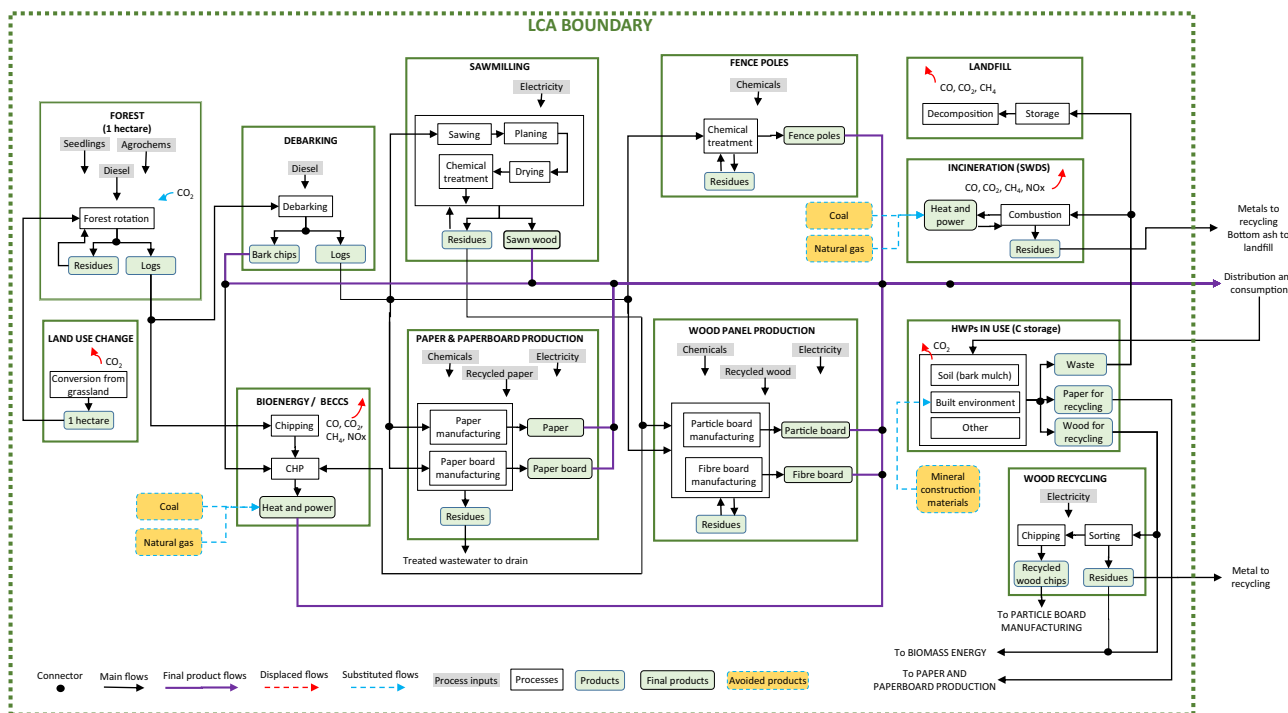 LCA BOUNDARY
FOREST
(1 hectare)
Seedlings
Agrochems
Diesel
CO2
Forest rotation
Residues
Logs
LAND USE CHANGE
CO2
Conversion from
grassland
1 hectare
DEBARKING
Diesel
Debarking
Bark chips
Logs
BIOENERGY / BECCS
CO, CO2,
CH4, NOx
Chipping
CHP
Heat and power
Coal
Natural gas
SAWMILLING
Electricity
Sawing
Planing
Chemical
treatment
Drying
Residues
Sawn wood
PAPER & PAPERBOARD PRODUCTION
Chemicals
Electricity
Recycled paper
Paper
manufacturing
Paper
Paper board
manufacturing
Paper board
Residues
Treated wastewater to drain
FENCE POLES
Chemicals
Chemical
treatment
Fence poles
Residues
WOOD PANEL PRODUCTION
Chemicals
Electricity
Recycled wood
Particle board
manufacturing
Particle board
Fibre board
manufacturing
Fibre board
Residues
LANDFILL
CO, CO2, CH4
Decomposition
Storage
INCINERATION (SWDS)
CO, CO2, CH4, NOx
Heat and
power
Combustion
Residues
Coal
Natural gas
Metals to
recycling
Bottom ash to
landfill
Distribution an
consumption
HWPs IN USE (C storage)
CO2
Soil (bark mulch)
Built environment
Other
Waste
Paper for
recycling
Wood for
recycling
Mineral
construction
materials
WOOD RECYCLING
Electricity
Chipping
Sorting
Recycled
wood chips
Residues
Metal to
recycling
To PARTICLE BOARD
MANUFACTURING
To BIOMASS ENERGY
To PAPER AND
PAPERBOARD PRODUCTION
Connector
Main flows
Final product flows
Displaced flows
Substituted flows
Process inputs
Processes
Products
Final products
Avoided products